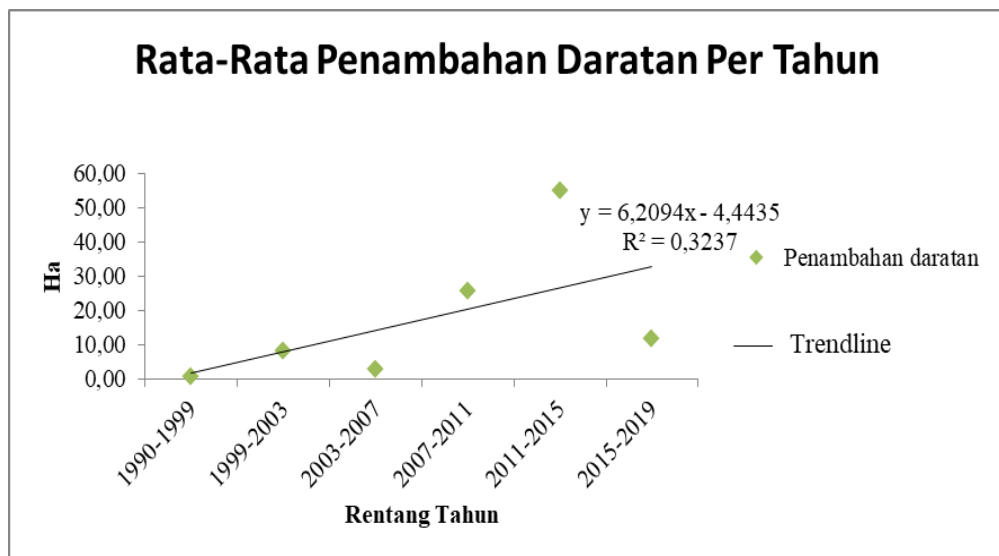 Rata-Rata Penambahan Daratan Per Tahun
60,00
50,00
40,00
30,00
20,00
10,00
0,00
Ha
y = 6,2094x - 4,4435
R² = 0,3237
Penambahan daratan
Trendline
1990-1999
1999-2003
2003-2007
2007-2011
2011-2015
2015-2019
Rentang Tahun